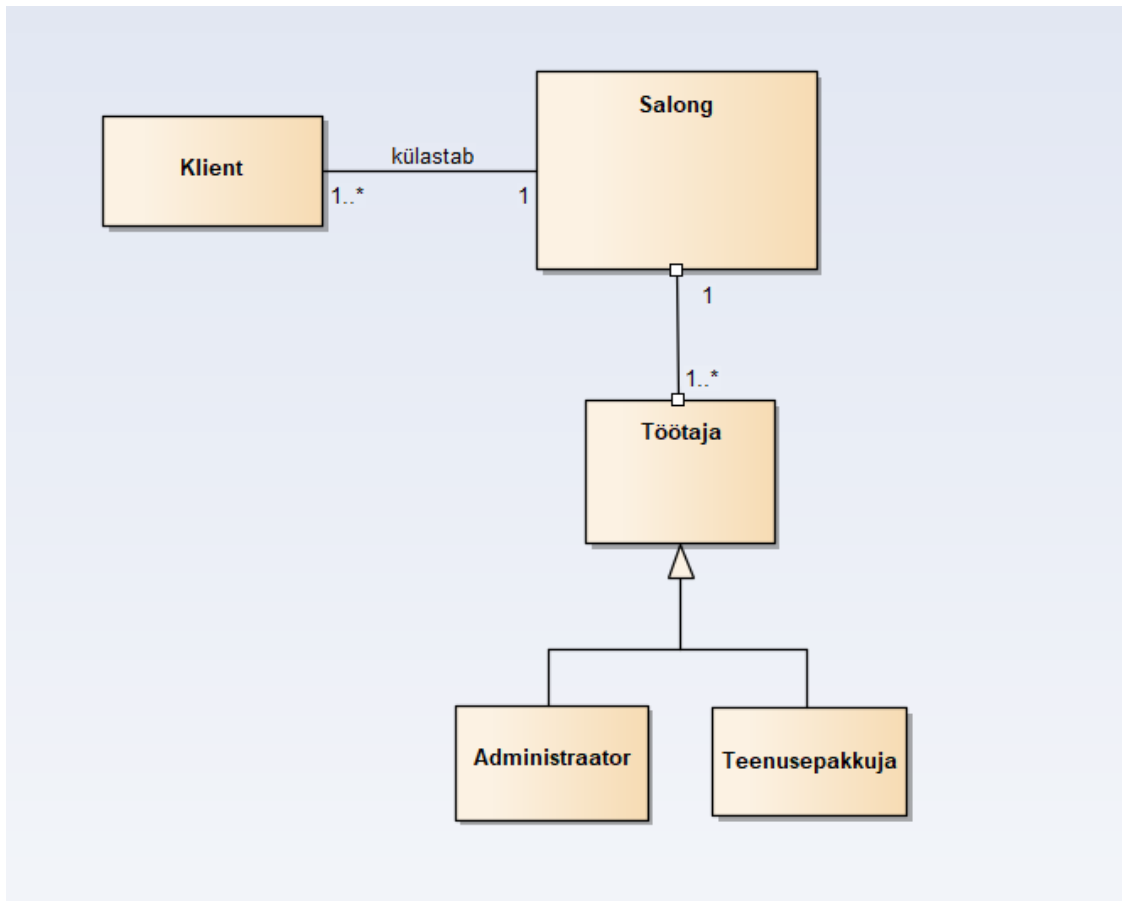 Salong
Klient
külastab
1..*
1
1
1..*
Töötaja
Administraator
Teenusepakkuja